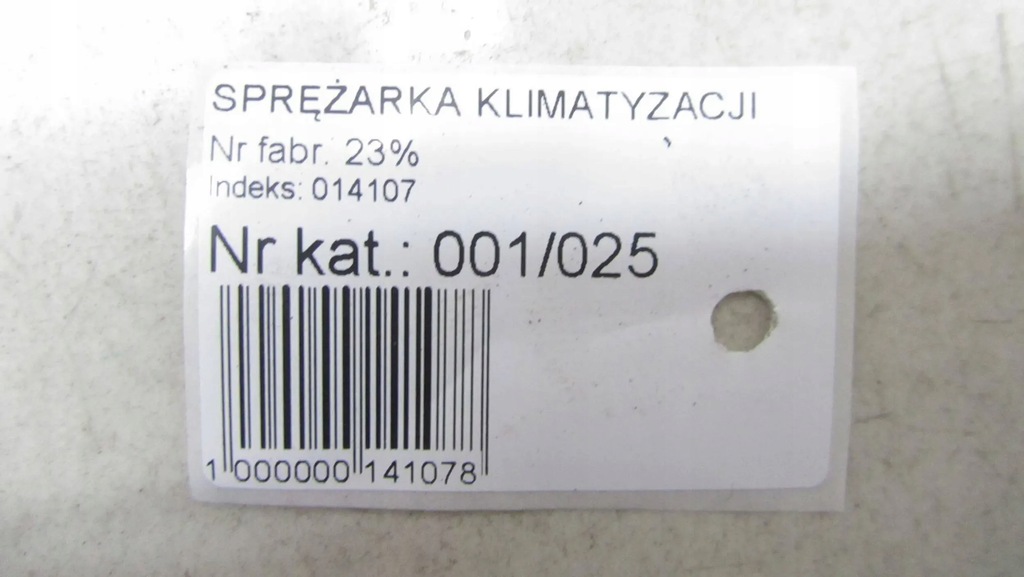 SPRĘŻARKA KLIMATYZACJI
Nr fabr. 23%
Indeks: 014107
Nr kat.: 001/025
1 000000 141078